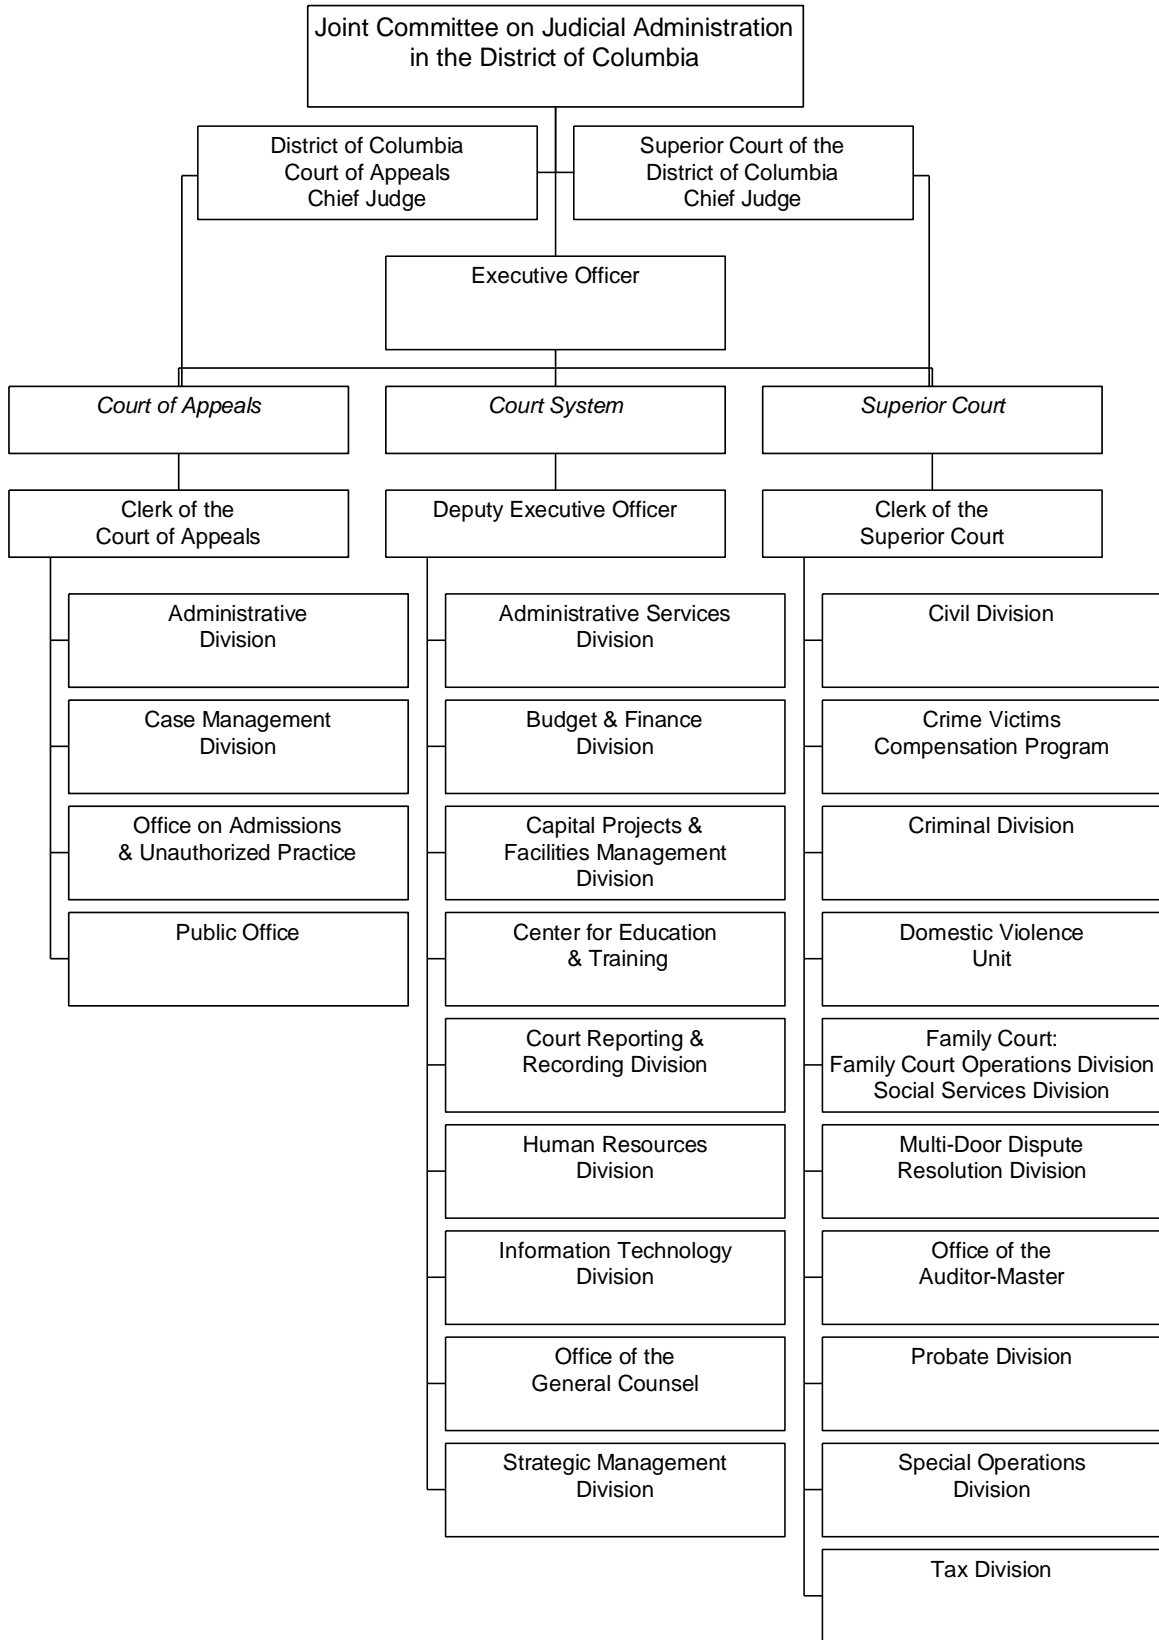 Joint Committee on Judicial Administration
in the District of Columbia
District of Columbia
Court of Appeals
Chief Judge
Superior Court of the
District of Columbia
Chief Judge
Executive Officer
Court of Appeals
Court System
Superior Court
Clerk of the
Court of Appeals
Deputy Executive Officer
Clerk of the
Superior Court
Administrative
Division
Case Management
Division
Office on Admissions
& Unauthorized Practice
Public Office
Administrative Services
Division
Budget & Finance
Division
Capital Projects &
Facilities Management
Division
Center for Education
& Training
Court Reporting &
Recording Division
Human Resources
Division
Information Technology
Division
Office of the
General Counsel
Strategic Management
Division
Civil Division
Crime Victims
Compensation Program
Criminal Division
Domestic Violence
Unit
Family Court:
Family Court Operations Division
Social Services Division
Multi-Door Dispute
Resolution Division
Office of the
Auditor-Master
Probate Division
Special Operations
Division
Tax Division